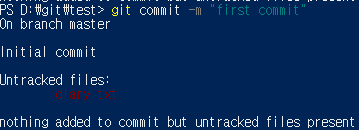 PS D:₩git₩test> git commit -m "first commit"
On branch master
Initial commit
Untracked files:
nothing added to commit but untracked files present